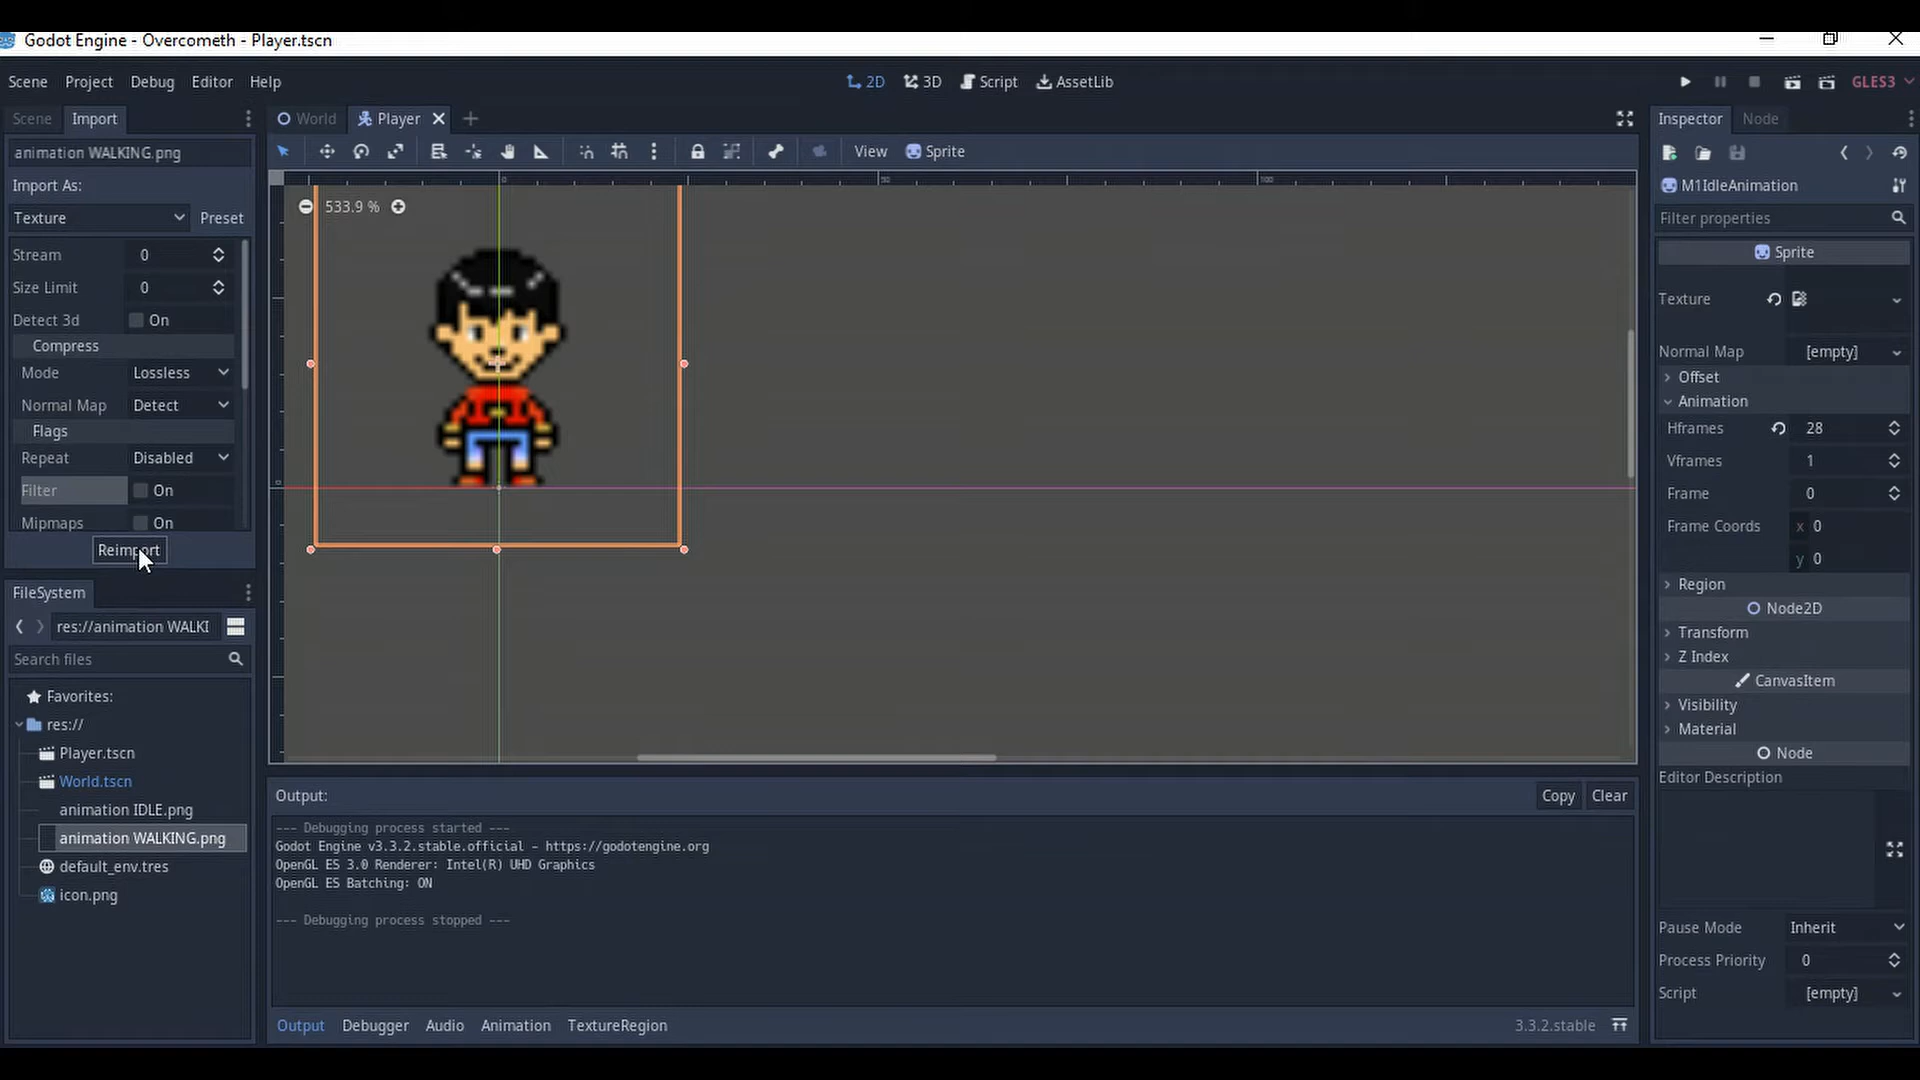 Godot Engine - Overcometh - Player.tscn
Scene Project Debug Editor Help
2D 3D Script AssetLib
GLES3
Scene Import
World Player
Inspector Node
animation WALKING.png
View Sprite
Import As:
M1IdleAnimation
Texture Preset
533.9 %
Filter properties
Stream 0
Sprite
Size Limit 0
Texture
Detect 3d On
Compress
Normal Map [empty]
Mode Lossless
Offset
Normal Map Detect
Animation
Flags
Hframes 28
Repeat Disabled
Vframes 1
Filter On
Frame 0
Mipmaps On
Frame Coords x 0
Reimport
y 0
Region
FileSystem
Node2D
res://animation WALKI
Transform
Search files
Z Index
CanvasItem
Favorites:
Visibility
res://
Material
Player.tscn
Node
World.tscn
Editor Description
animation IDLE.png
animation WALKING.png
default_env.tres
icon.png
0
50
100
0
Output:
Copy Clear
--- Debugging process started ---
Godot Engine v3.3.2.stable.official - https://godotengine.org
OpenGL ES 3.0 Renderer: Intel(R) UHD Graphics
OpenGL ES Batching: ON
--- Debugging process stopped ---
Pause Mode Inherit
Process Priority 0
Script [empty]
Output Debugger Audio Animation TextureRegion
3.3.2.stable